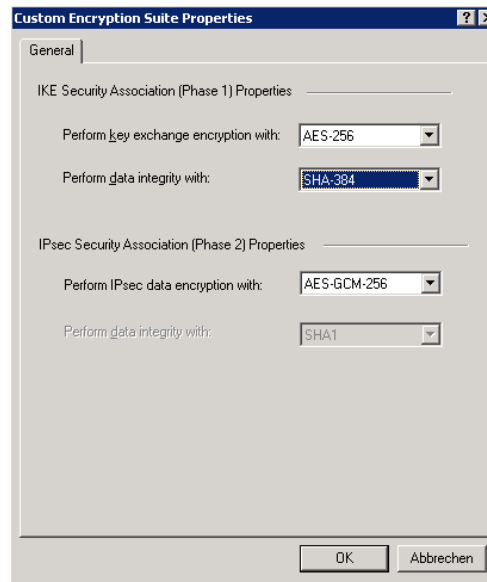 Custom Encryption Suite Properties
General
IKE Security Association (Phase 1) Properties
Perform key exchange encryption with: AES-256
Perform data integrity with: SHA-384
IPsec Security Association (Phase 2) Properties
Perform IPsec data encryption with: AES-GCM-256
Perform data integrity with: SHA1
OK Abbrechen